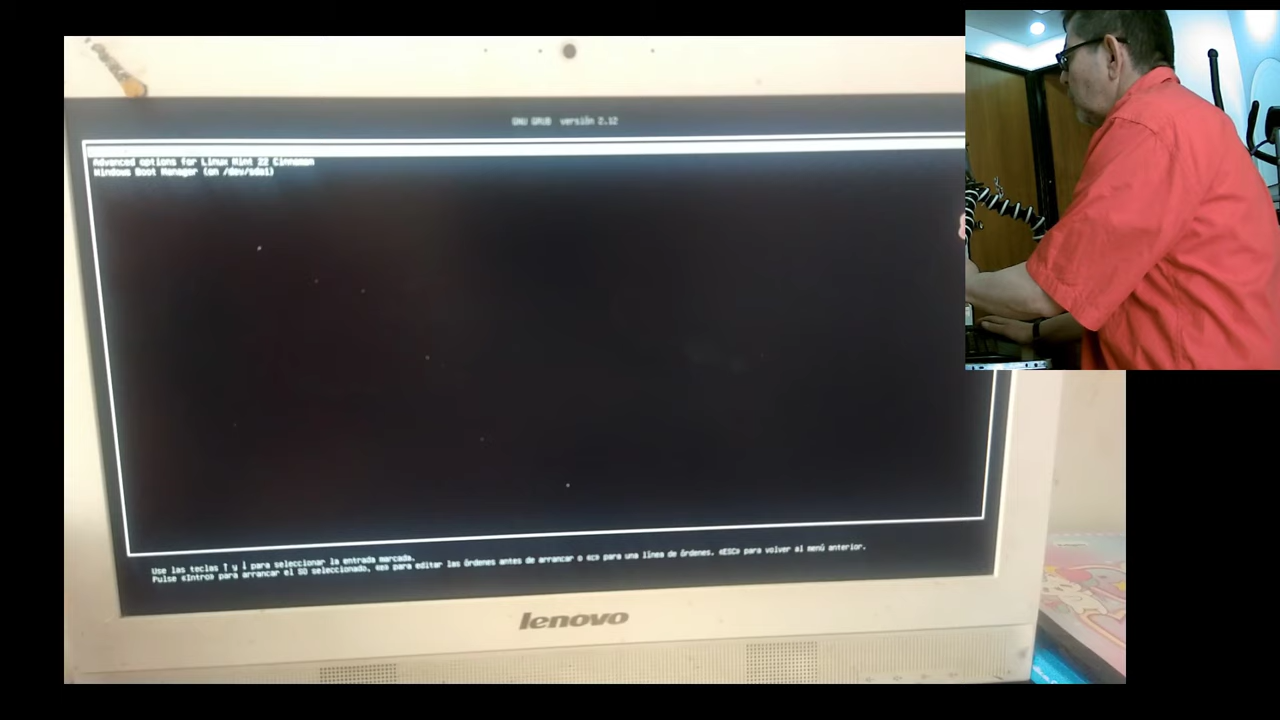 GNU GRUB versión 2.12
Advanced options for Linux Mint 22 Cinnamon
Windows Boot Manager (en /dev/sda1)
Use las teclas ↑ y ↓ para seleccionar la entrada marcada.
Pulse «Intro» para arrancar el SO seleccionado, «e» para editar las órdenes antes de arrancar o «c» para una línea de órdenes. «ESC» para volver al menú anterior.
lenovo